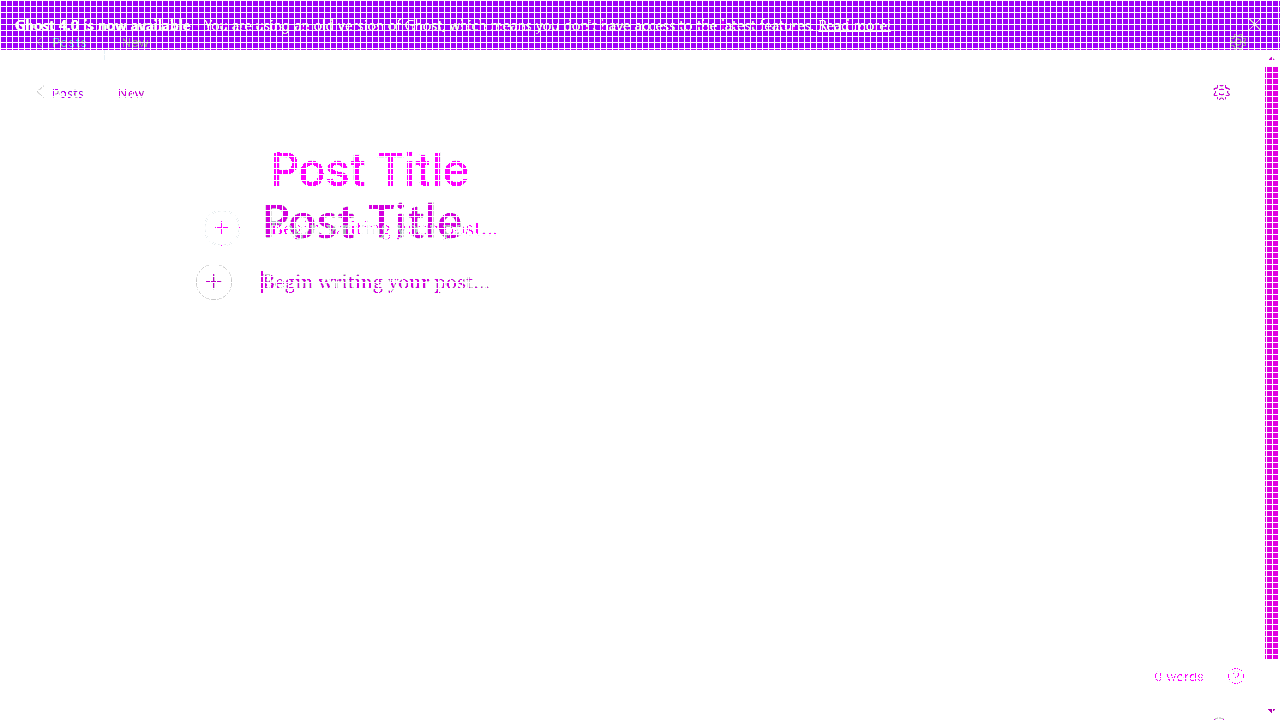 Ghost 4.0 is now available You are using an old version of Ghost, which means you don't have access to the latest features. Read more!
Posts New
Posts New
Post Title
Post Title
Begin writing your post...
Begin writing your post...
0 words